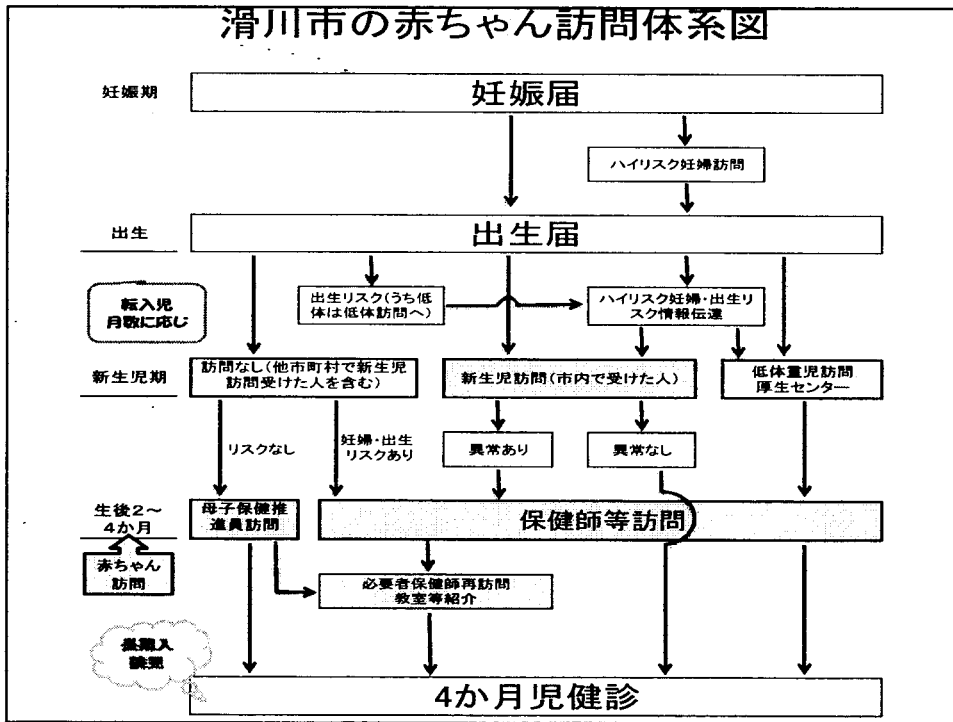 滑川市の赤ちゃん訪問体系図
妊娠期
妊娠届
ハイリスク妊婦訪問
出生
出生届
転入児
月数に応じ
出生リスク(うち低
体は低体訪問へ)
ハイリスク妊婦・出生リ
スク情報伝達
新生児期
訪問なし(他市町村で新生児
訪問受けた人を含む)
新生児訪問(市内で受けた人)
低体重児訪問
厚生センター
リスクなし
妊婦・出生
リスクあり
異常あり
異常なし
生後2~
4か月
母子保健推
進員訪問
保健師等訪問
赤ちゃん
訪問
必要者保健師再訪問
教室等紹介
4か月児健診